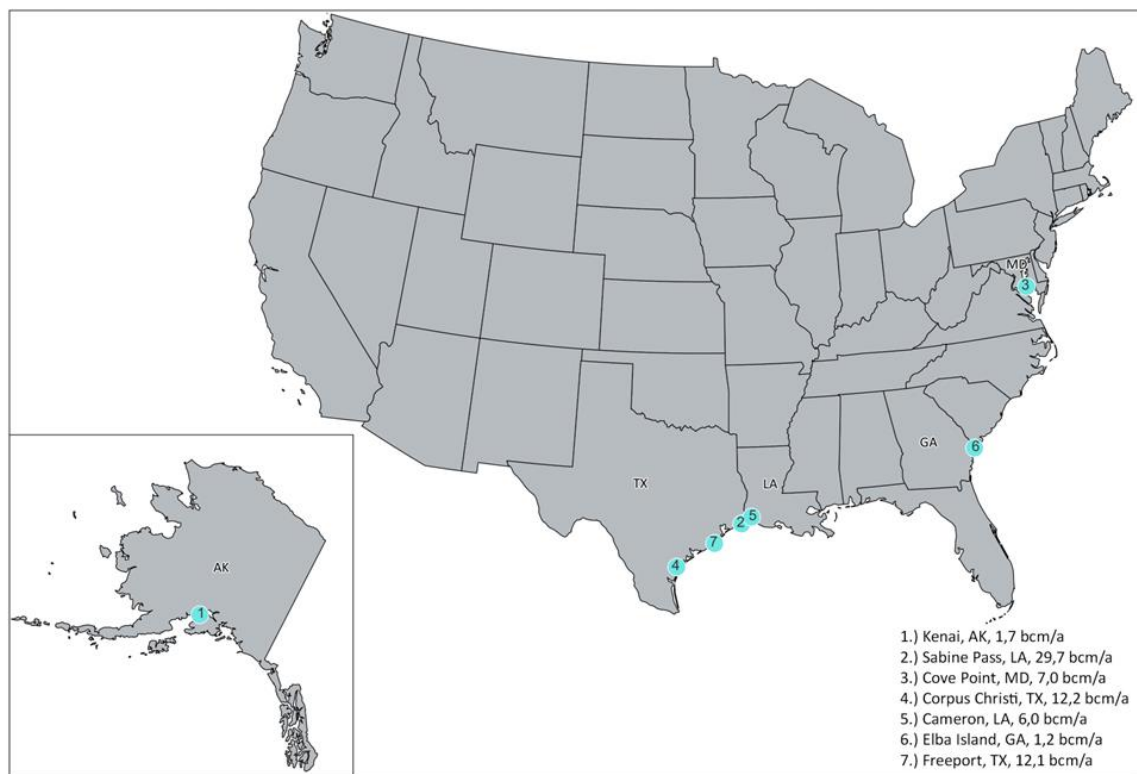 MD
3
GA
6
TX
LA
5
2
7
4
AK
1
1.) Kenai, AK, 1,7 bcm/a
2.) Sabine Pass, LA, 29,7 bcm/a
3.) Cove Point, MD, 7,0 bcm/a
4.) Corpus Christi, TX, 12,2 bcm/a
5.) Cameron, LA, 6,0 bcm/a
6.) Elba Island, GA, 1,2 bcm/a
7.) Freeport, TX, 12,1 bcm/a